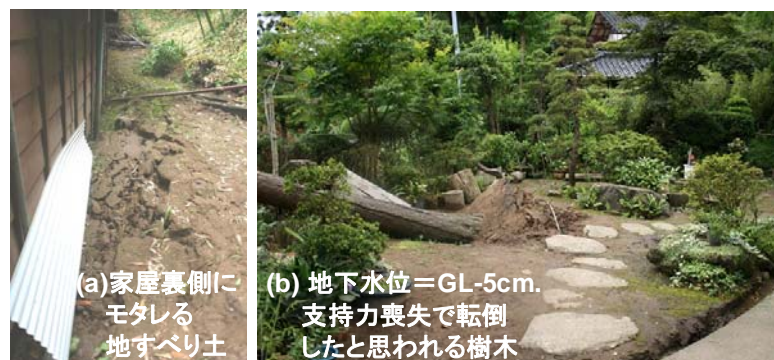 (a)家屋裏側に
モタレる
地すべり土
(b) 地下水位＝GL-5cm.
支持力喪失で転倒
したと思われる樹木